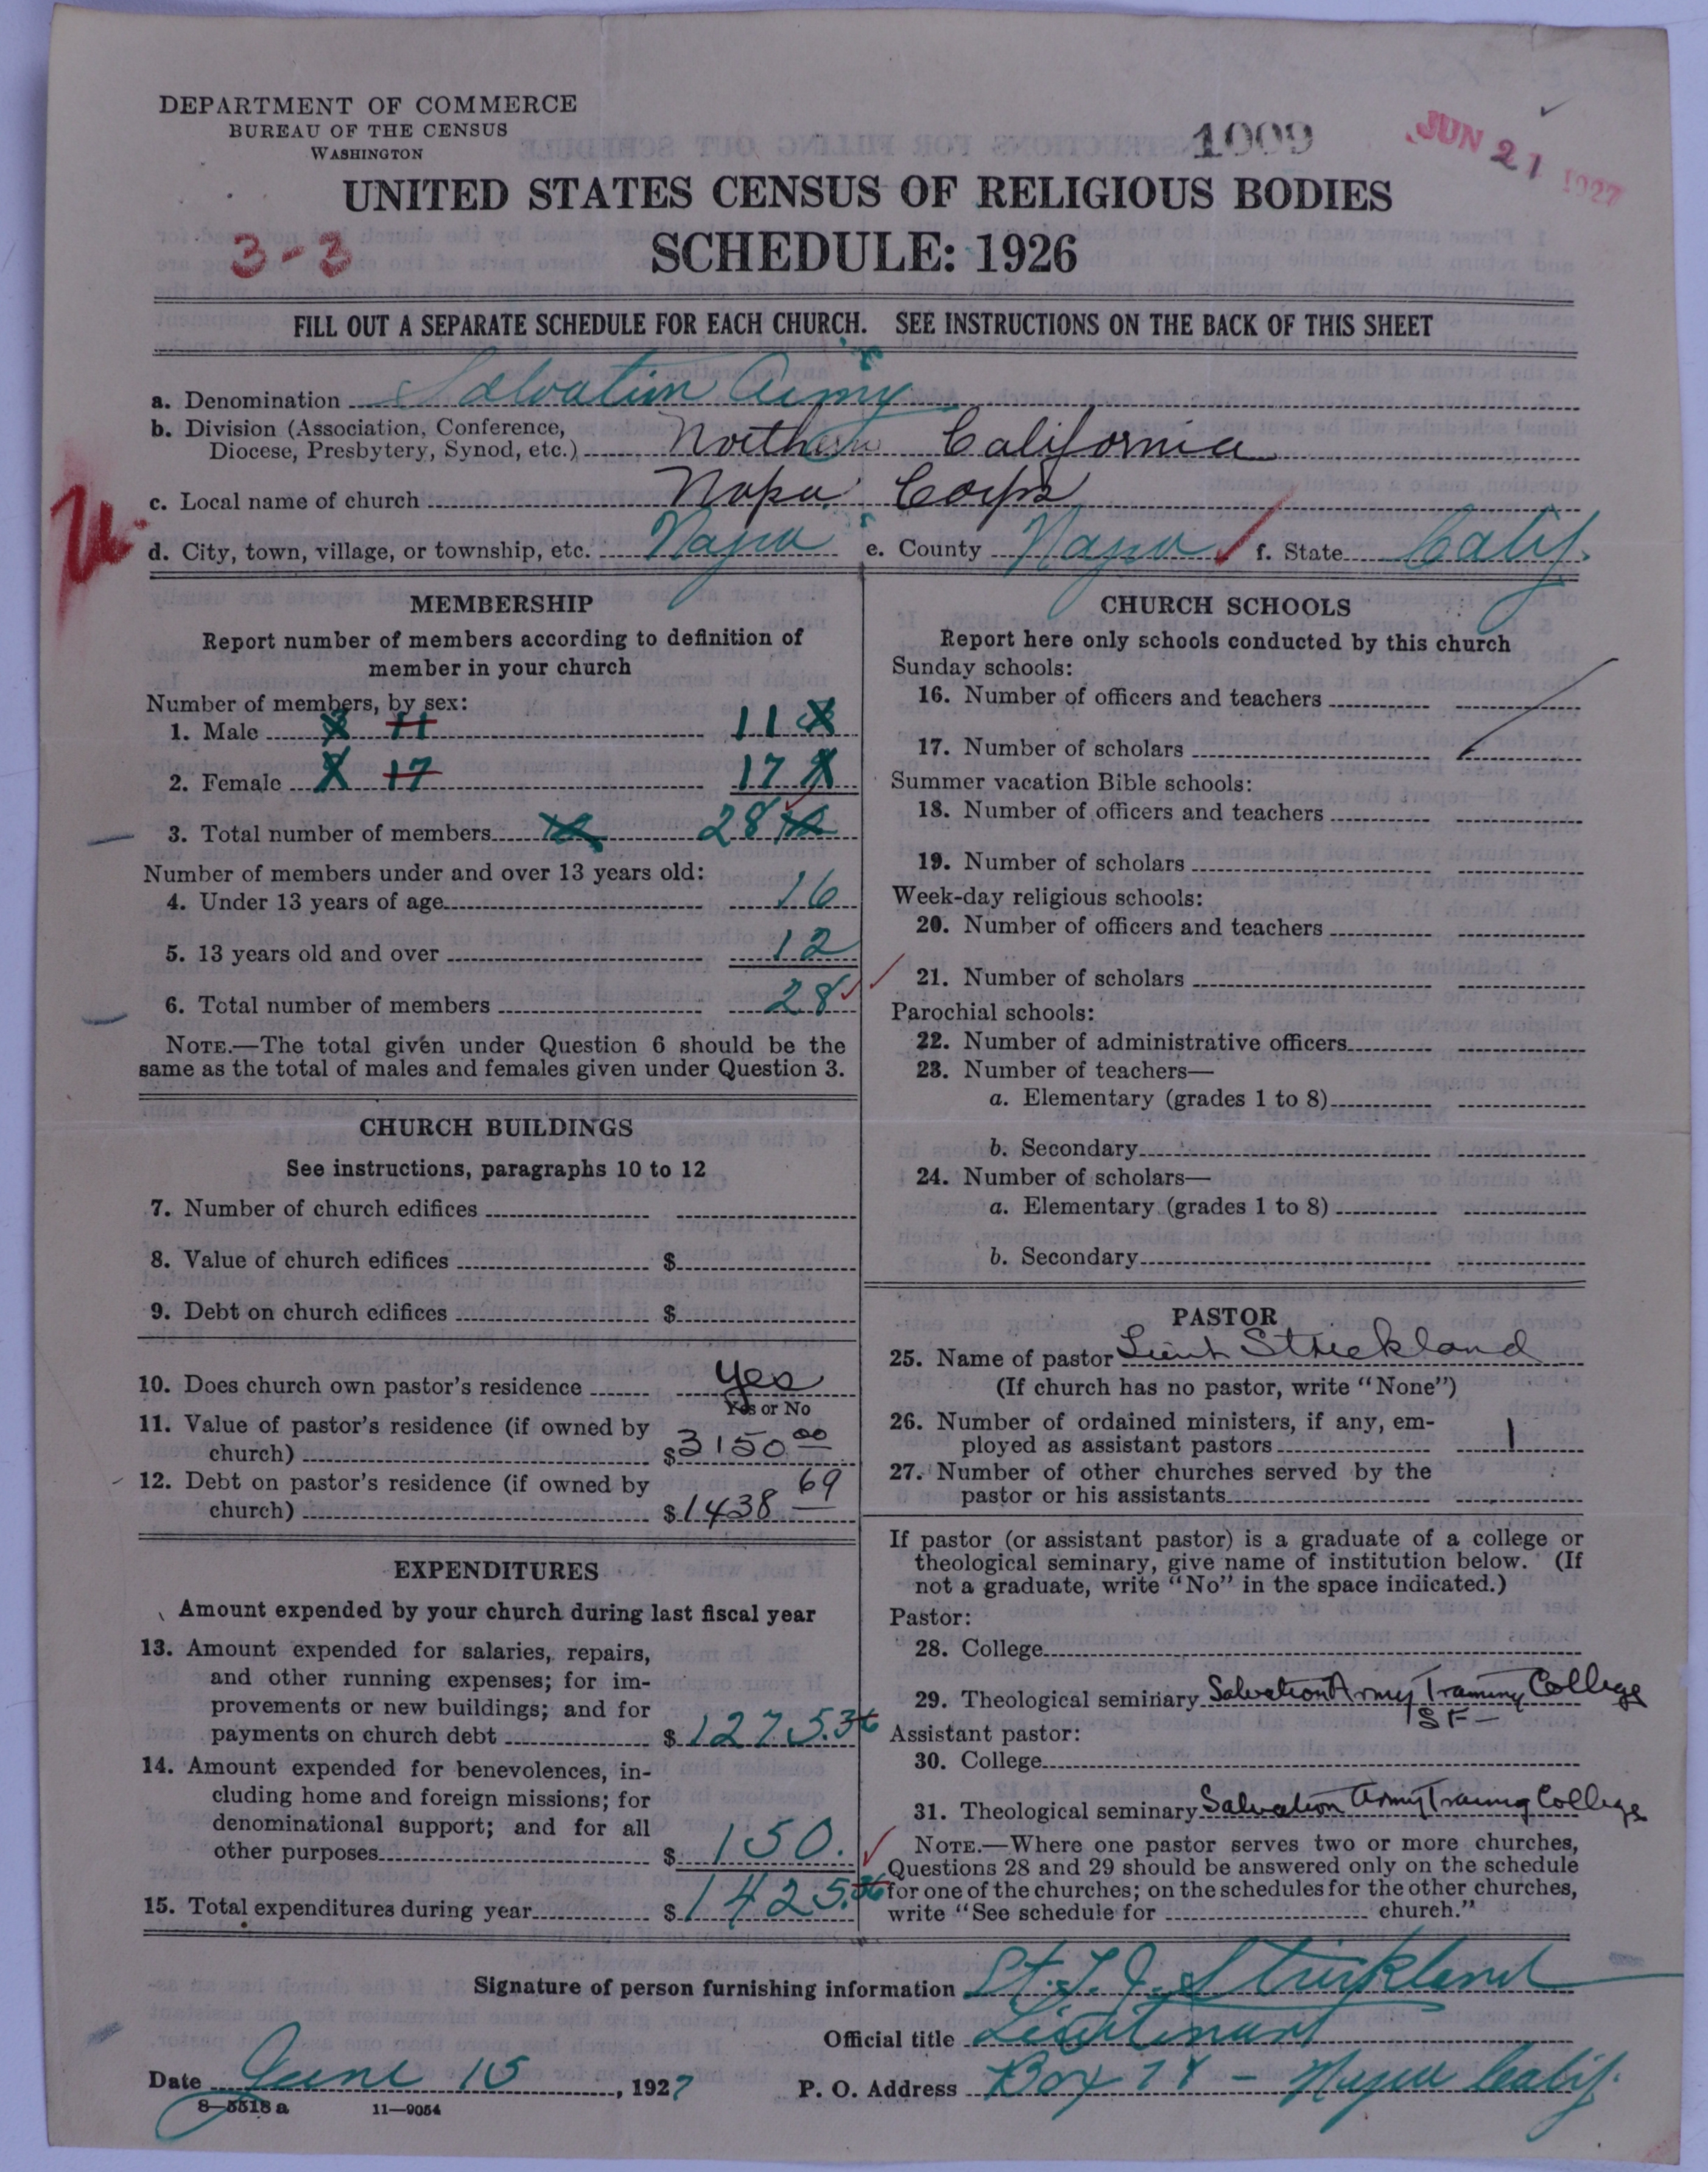 DEPARTMENT OF COMMERCE
BUREAU OF THE CENSUS
WASHINGTON
1009
JUN 21 1927
UNITED STATES CENSUS OF RELIGIOUS BODIES
3-3
SCHEDULE: 1926
FILL OUT A SEPARATE SCHEDULE FOR EACH CHURCH. SEE INSTRUCTIONS ON THE BACK OF THIS SHEET
a. Denomination Salvation Army
b. Division (Association, Conference,
Diocese, Presbytery, Synod, etc.) Northern California
c. Local name of church Napa Corps
d. City, town, village, or township, etc. Napa e. County Napa f. State Calif.
MEMBERSHIP
Report number of members according to definition of
member in your church
Number of members, by sex:
1. Male 11 11
2. Female 17 17
3. Total number of members 28
Number of members under and over 13 years old:
4. Under 13 years of age 16
5. 13 years old and over 12
6. Total number of members 28
NOTE.—The total given under Question 6 should be the
same as the total of males and females given under Question 3.
CHURCH BUILDINGS
See instructions, paragraphs 10 to 12
7. Number of church edifices
8. Value of church edifices $
9. Debt on church edifices $
10. Does church own pastor's residence yes
Yes or No
11. Value of pastor's residence (if owned by
church) $3150 00
12. Debt on pastor's residence (if owned by
church) $1438 69
EXPENDITURES
Amount expended by your church during last fiscal year
13. Amount expended for salaries, repairs,
and other running expenses; for im-
provements or new buildings; and for
payments on church debt $1275.36
14. Amount expended for benevolences, in-
cluding home and foreign missions; for
denominational support; and for all
other purposes $150.
15. Total expenditures during year $1425.36
CHURCH SCHOOLS
Report here only schools conducted by this church
Sunday schools:
16. Number of officers and teachers
17. Number of scholars
Summer vacation Bible schools:
18. Number of officers and teachers
19. Number of scholars
Week-day religious schools:
20. Number of officers and teachers
21. Number of scholars
Parochial schools:
22. Number of administrative officers
23. Number of teachers—
a. Elementary (grades 1 to 8)
b. Secondary
24. Number of scholars—
a. Elementary (grades 1 to 8)
b. Secondary
PASTOR
25. Name of pastor Lieut Strickland
(If church has no pastor, write "None")
26. Number of ordained ministers, if any, em-
ployed as assistant pastors 1
27. Number of other churches served by the
pastor or his assistants
If pastor (or assistant pastor) is a graduate of a college or
theological seminary, give name of institution below. (If
not a graduate, write "No" in the space indicated.)
Pastor:
28. College
29. Theological seminary Salvation Army Training College
SF—
Assistant pastor:
30. College
31. Theological seminary Salvation Army Training College
NOTE.—Where one pastor serves two or more churches,
Questions 28 and 29 should be answered only on the schedule
for one of the churches; on the schedules for the other churches,
write "See schedule for church."
Signature of person furnishing information Lt. J. J. Strickland
Official title Lieutenant
Date June 15, 1927 P. O. Address Box - Napa Calif.
8—5518 a 11—9054